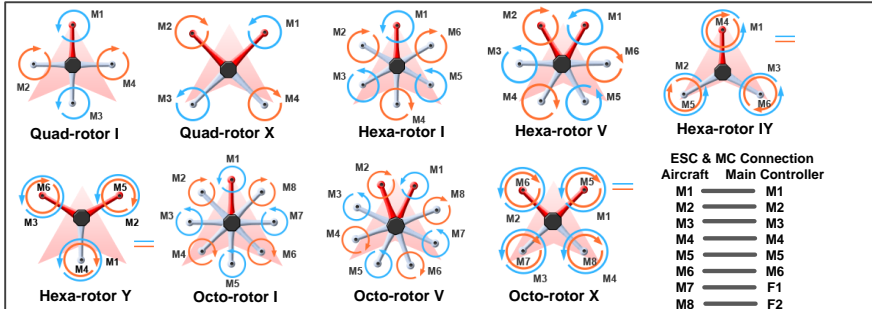 M1
M2
M4
M3
Quad-rotor I
M2
M1
M3
M4
Quad-rotor X
M1
M2
M6
M3
M5
M4
Hexa-rotor I
M2
M1
M3
M6
M4
M5
Hexa-rotor V
M4
M1
M2
M3
M5
M6
Hexa-rotor IY
M6
M5
M3
M2
M4
M1
Hexa-rotor Y
M1
M2
M8
M3
M7
M4
M6
M5
Octo-rotor I
M2
M1
M3
M8
M4
M7
M5
M6
Octo-rotor V
M6
M5
M2
M1
M7
M8
M3
M4
Octo-rotor X
ESC & MC Connection
Aircraft Main Controller
M1 M1
M2 M2
M3 M3
M4 M4
M5 M5
M6 M6
M7 F1
M8 F2